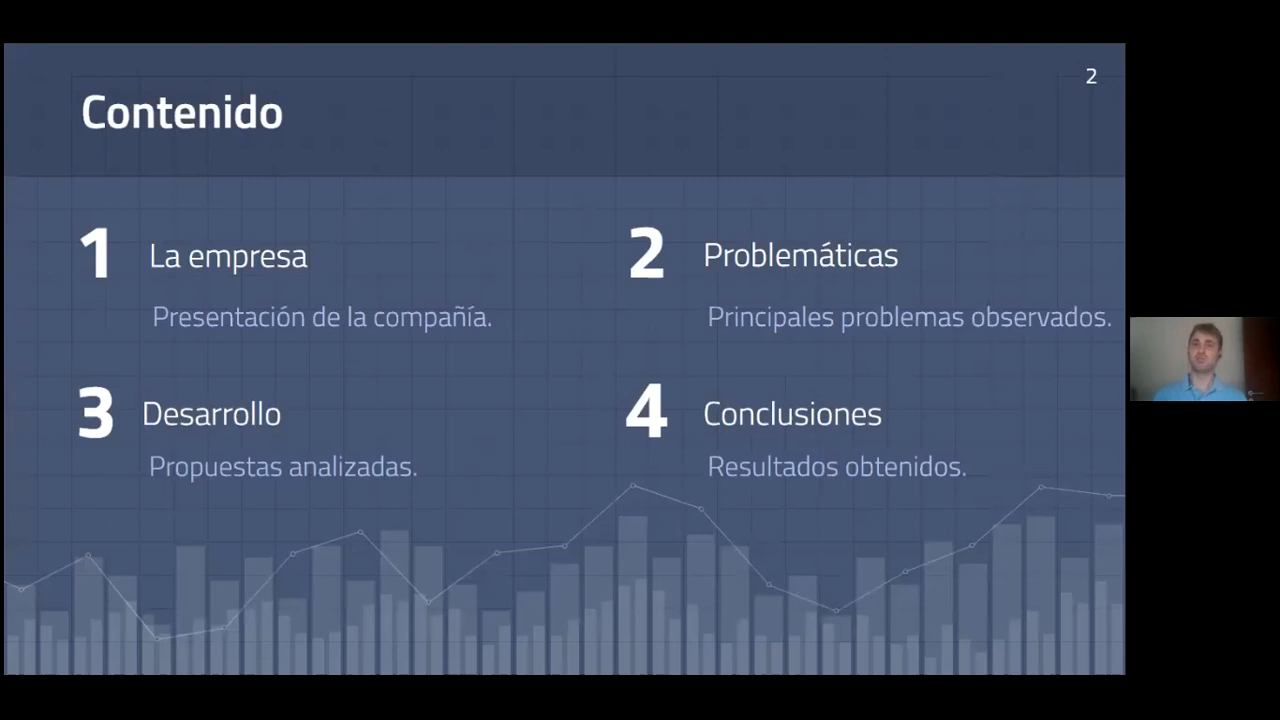 2
Contenido
1 La empresa
Presentación de la compañía.
2 Problemáticas
Principales problemas observados.
3 Desarrollo
Propuestas analizadas.
4 Conclusiones
Resultados obtenidos.